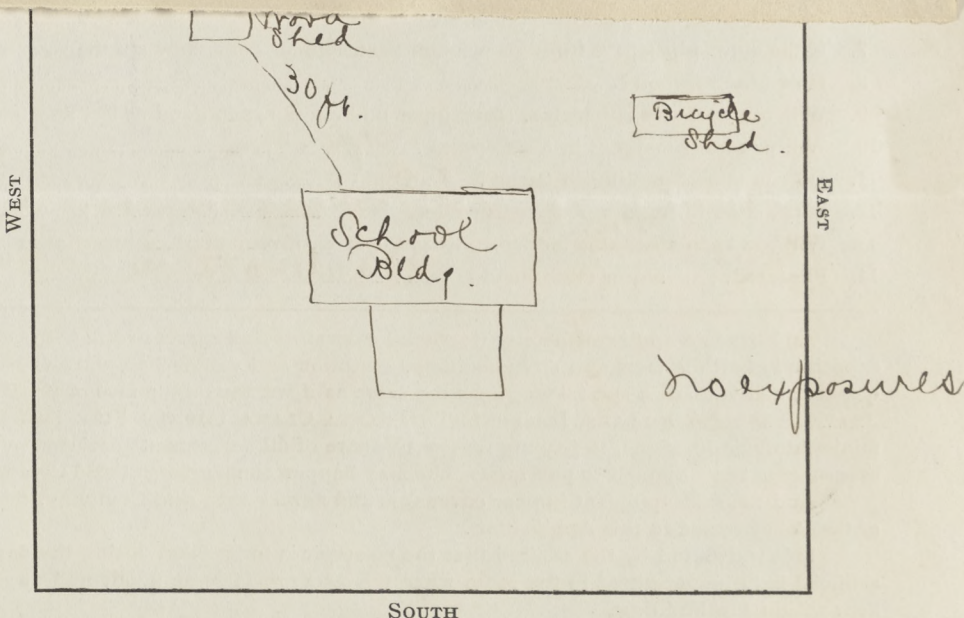 Wood
Shed
30 ft.
Bicycle
Shed.
WEST
EAST
School
Bldg.
No exposures
SOUTH